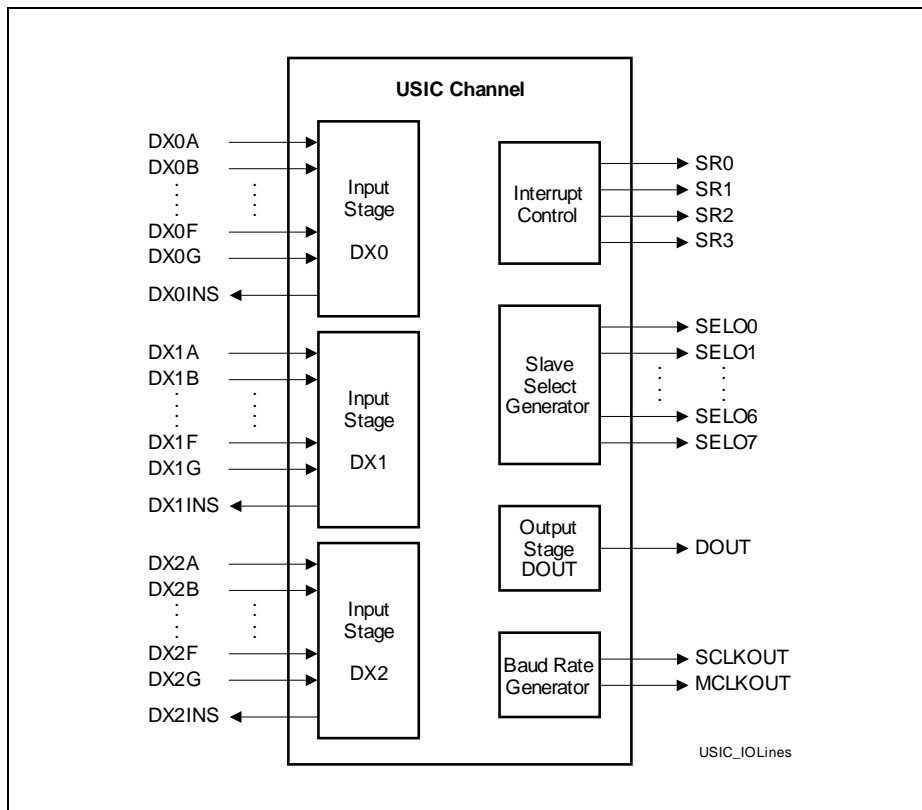 USIC Channel
DX0A
DX0B
DX0F
DX0G
DX0INS
Input
Stage
DX0
DX1A
DX1B
DX1F
DX1G
DX1INS
Input
Stage
DX1
DX2A
DX2B
DX2F
DX2G
DX2INS
Input
Stage
DX2
Interrupt
Control
SR0
SR1
SR2
SR3
Slave
Select
Generator
SELO0
SELO1
SELO6
SELO7
Output
Stage
DOUT
DOUT
Baud Rate
Generator
SCLKOUT
MCLKOUT
USIC_IOLines